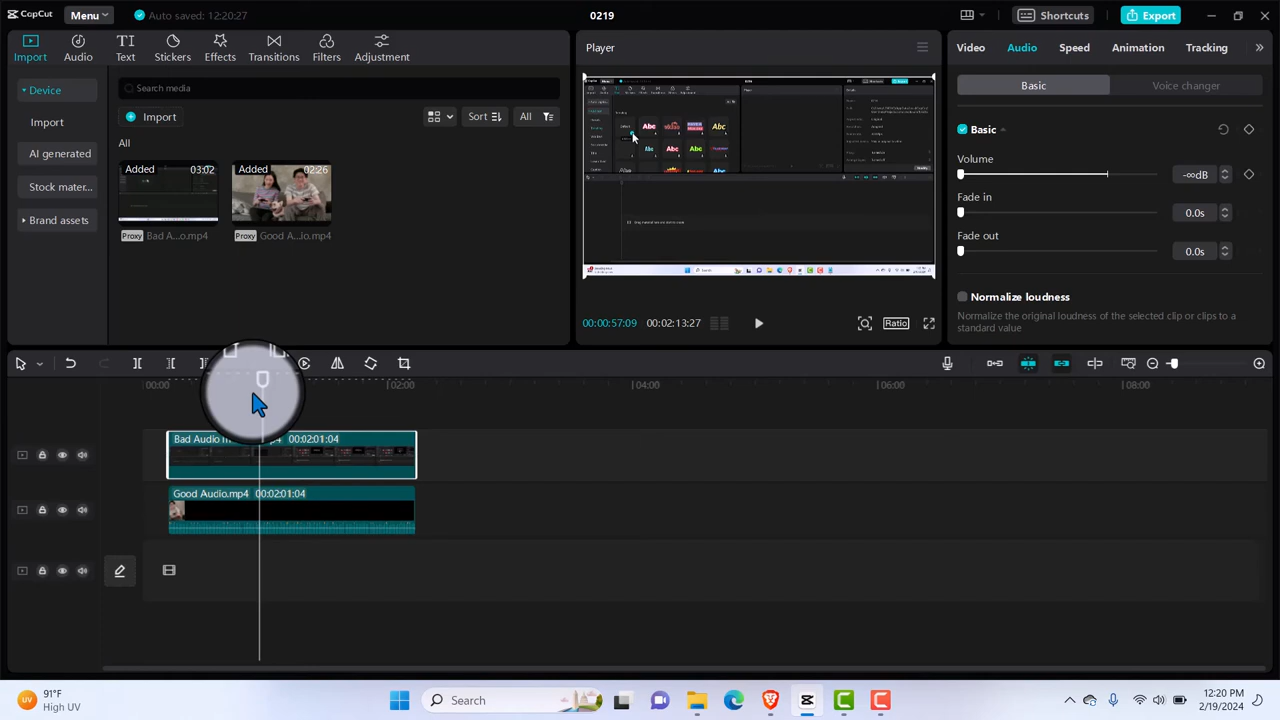 CapCut Menu Auto saved: 12:20:27 0219 Shortcuts Export
Import Audio Text Stickers Effects Transitions Filters Adjustment
Device
Import
AI generated
Stock mater...
Brand assets
Search media
Import Sort All
All
Added 03:02 Added 02:26
Proxy Bad A...o.mp4 Proxy Good A...io.mp4
Player
00:00:57:09 00:02:13:27 Ratio
Video Audio Speed Animation Tracking
Basic Voice changer
Basic
Volume -∞dB
Fade in 0.0s
Fade out 0.0s
Normalize loudness
Normalize the original loudness of the selected clip or clips to a
standard value
00:00 02:00 04:00 06:00 08:00
Bad Audio 00:02:01:04
Good Audio.mp4 00:02:01:04
91°F
High UV
Search
12:20 PM
2/19/2024